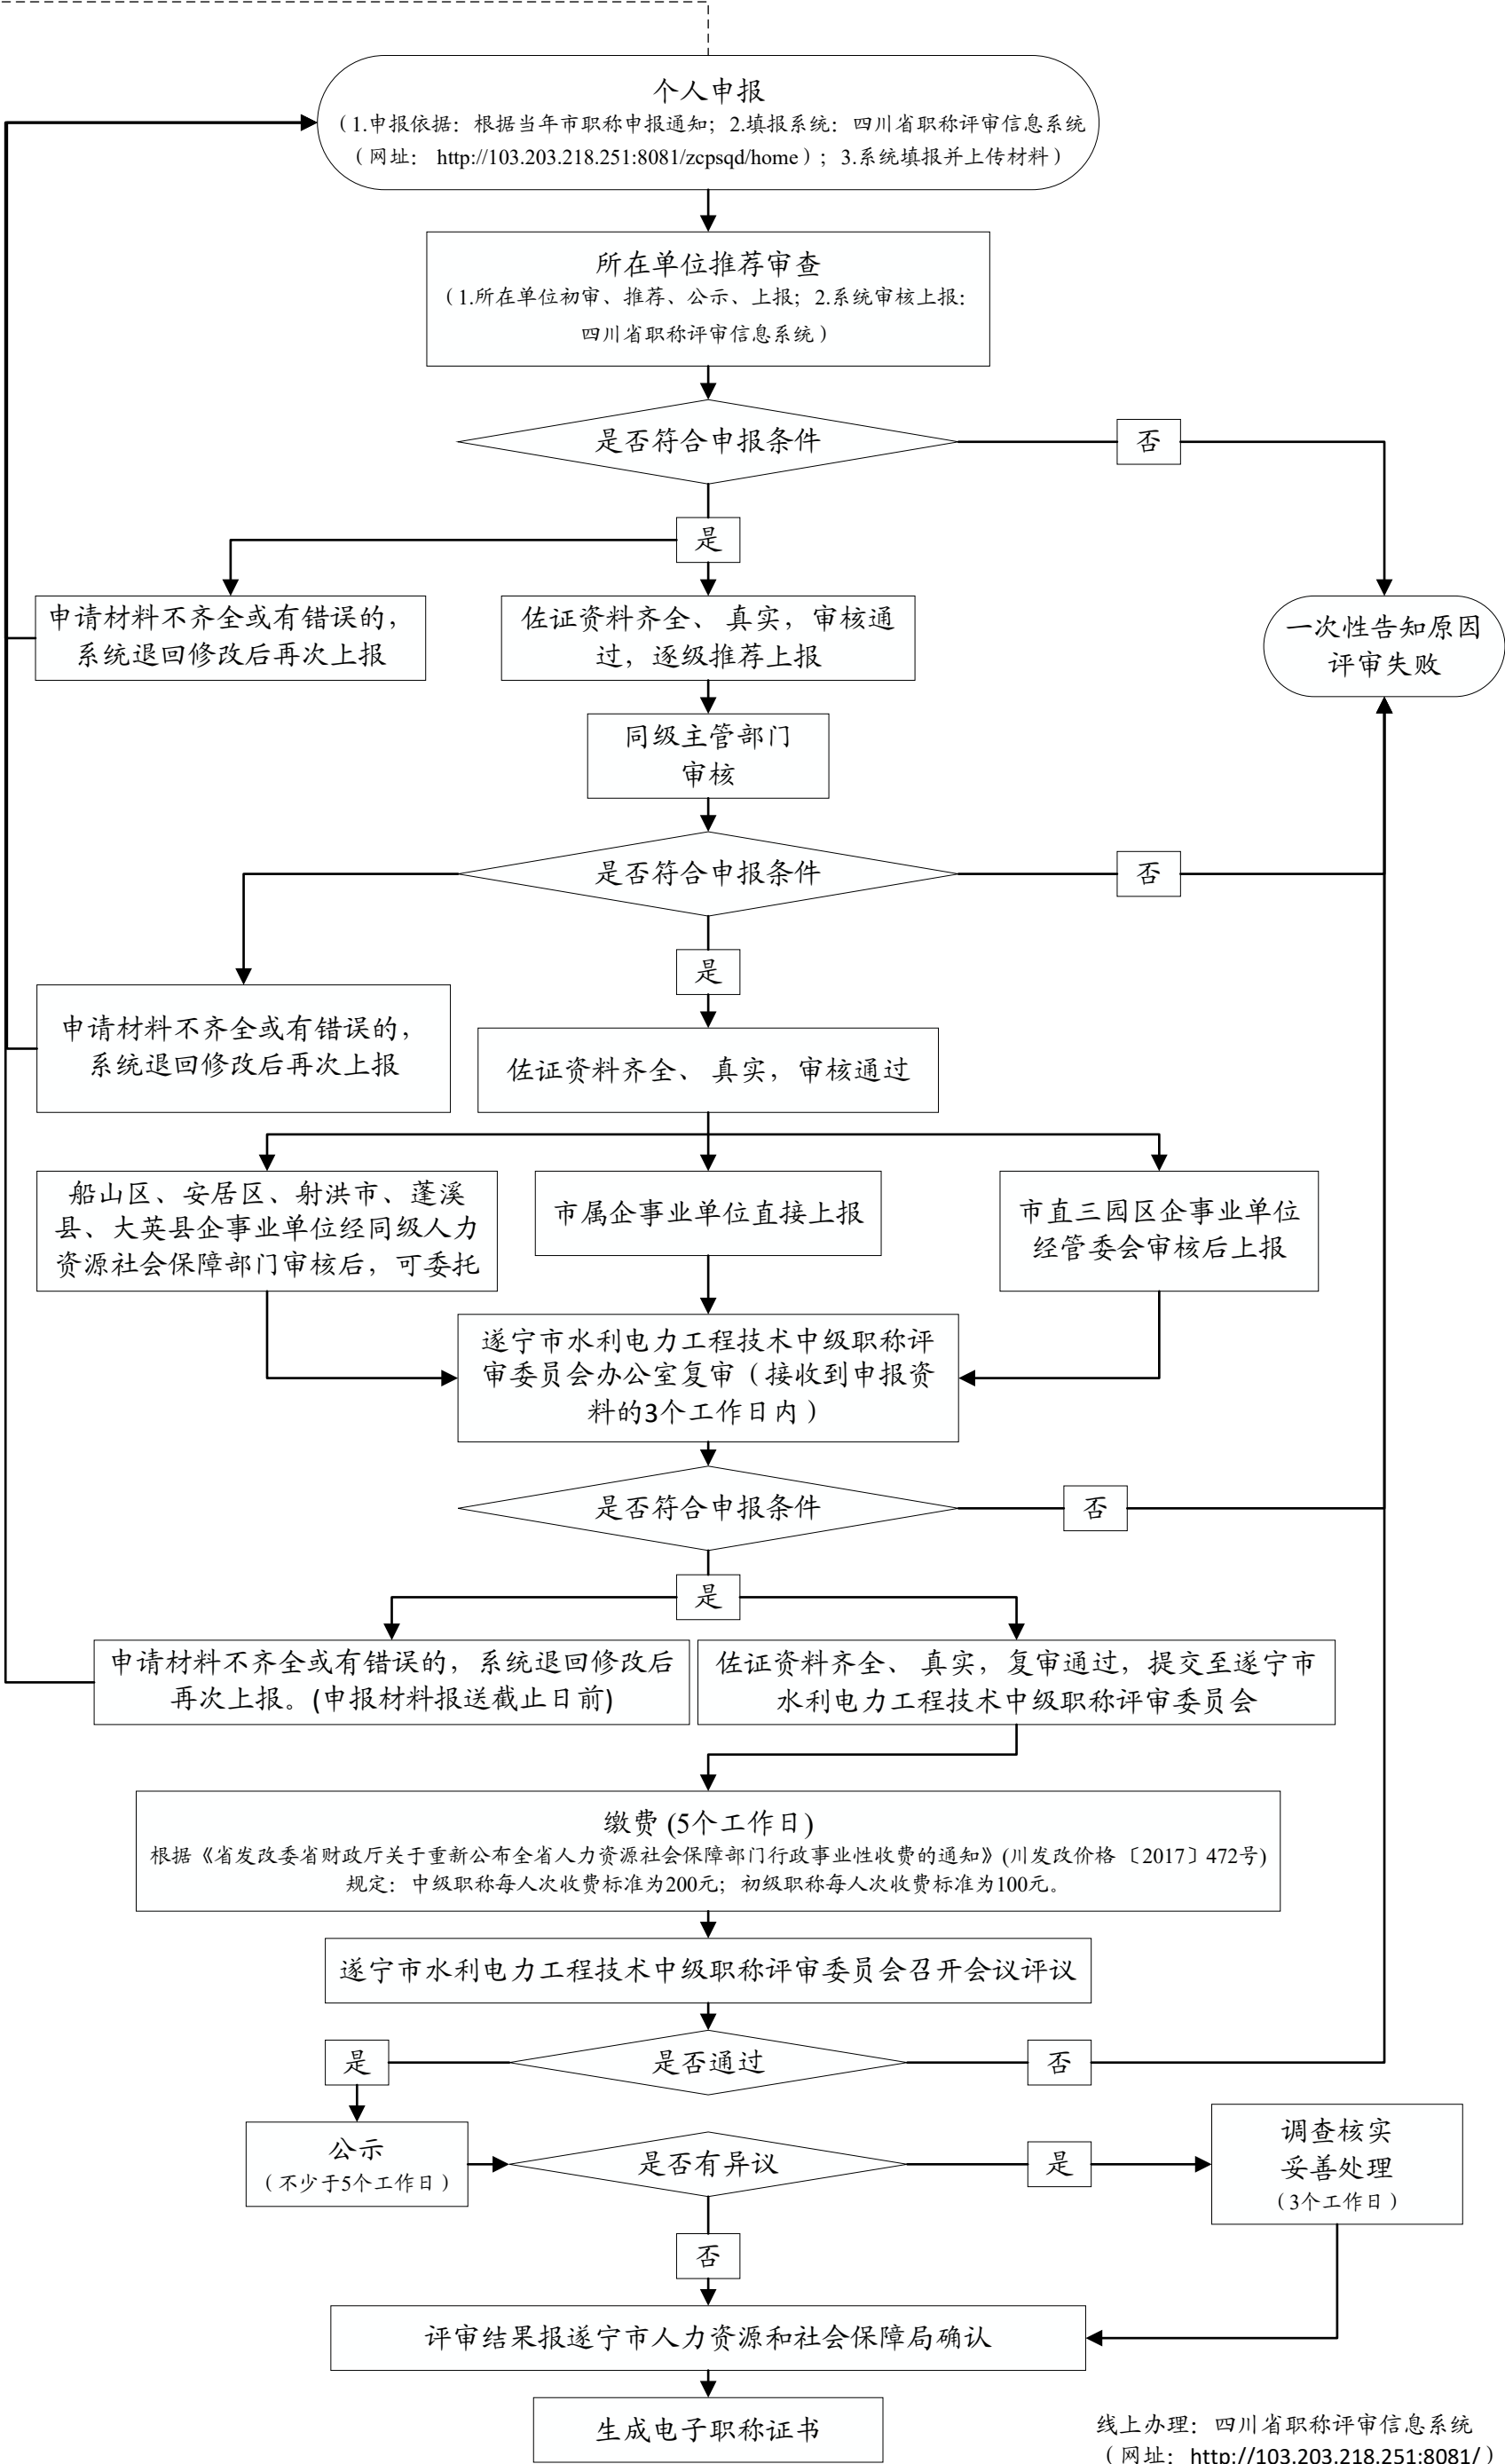 个人申报
（1.申报依据：根据当年市职称申报通知；2.填报系统：四川省职称评审信息系统
（网址： http://103.203.218.251:8081/zcpsqd/home）；3.系统填报并上传材料）
所在单位推荐审查
（1.所在单位初审、推荐、公示、上报；2.系统审核上报：
四川省职称评审信息系统）
是否符合申报条件
否
是
申请材料不齐全或有错误的，
系统退回修改后再次上报
佐证资料齐全、 真实，审核通
过，逐级推荐上报
一次性告知原因
评审失败
同级主管部门
审核
是否符合申报条件
否
是
申请材料不齐全或有错误的，
系统退回修改后再次上报
佐证资料齐全、 真实，审核通过
船山区、安居区、射洪市、蓬溪
县、大英县企事业单位经同级人力
资源社会保障部门审核后，可委托
市属企事业单位直接上报
市直三园区企事业单位
经管委会审核后上报
遂宁市水利电力工程技术中级职称评
审委员会办公室复审（接收到申报资
料的3个工作日内）
是否符合申报条件
否
是
申请材料不齐全或有错误的，系统退回修改后
再次上报。(申报材料报送截止日前)
佐证资料齐全、 真实，复审通过，提交至遂宁市
水利电力工程技术中级职称评审委员会
缴费 (5个工作日)
根据《省发改委省财政厅关于重新公布全省人力资源社会保障部门行政事业性收费的通知》(川发改价格〔2017〕472号)
规定：中级职称每人次收费标准为200元；初级职称每人次收费标准为100元。
遂宁市水利电力工程技术中级职称评审委员会召开会议评议
是
是否通过
否
公示
（不少于5个工作日）
是否有异议
是
调查核实
妥善处理
（3个工作日）
否
评审结果报遂宁市人力资源和社会保障局确认
生成电子职称证书
线上办理：四川省职称评审信息系统
（网址：http://103.203.218.251:8081/）